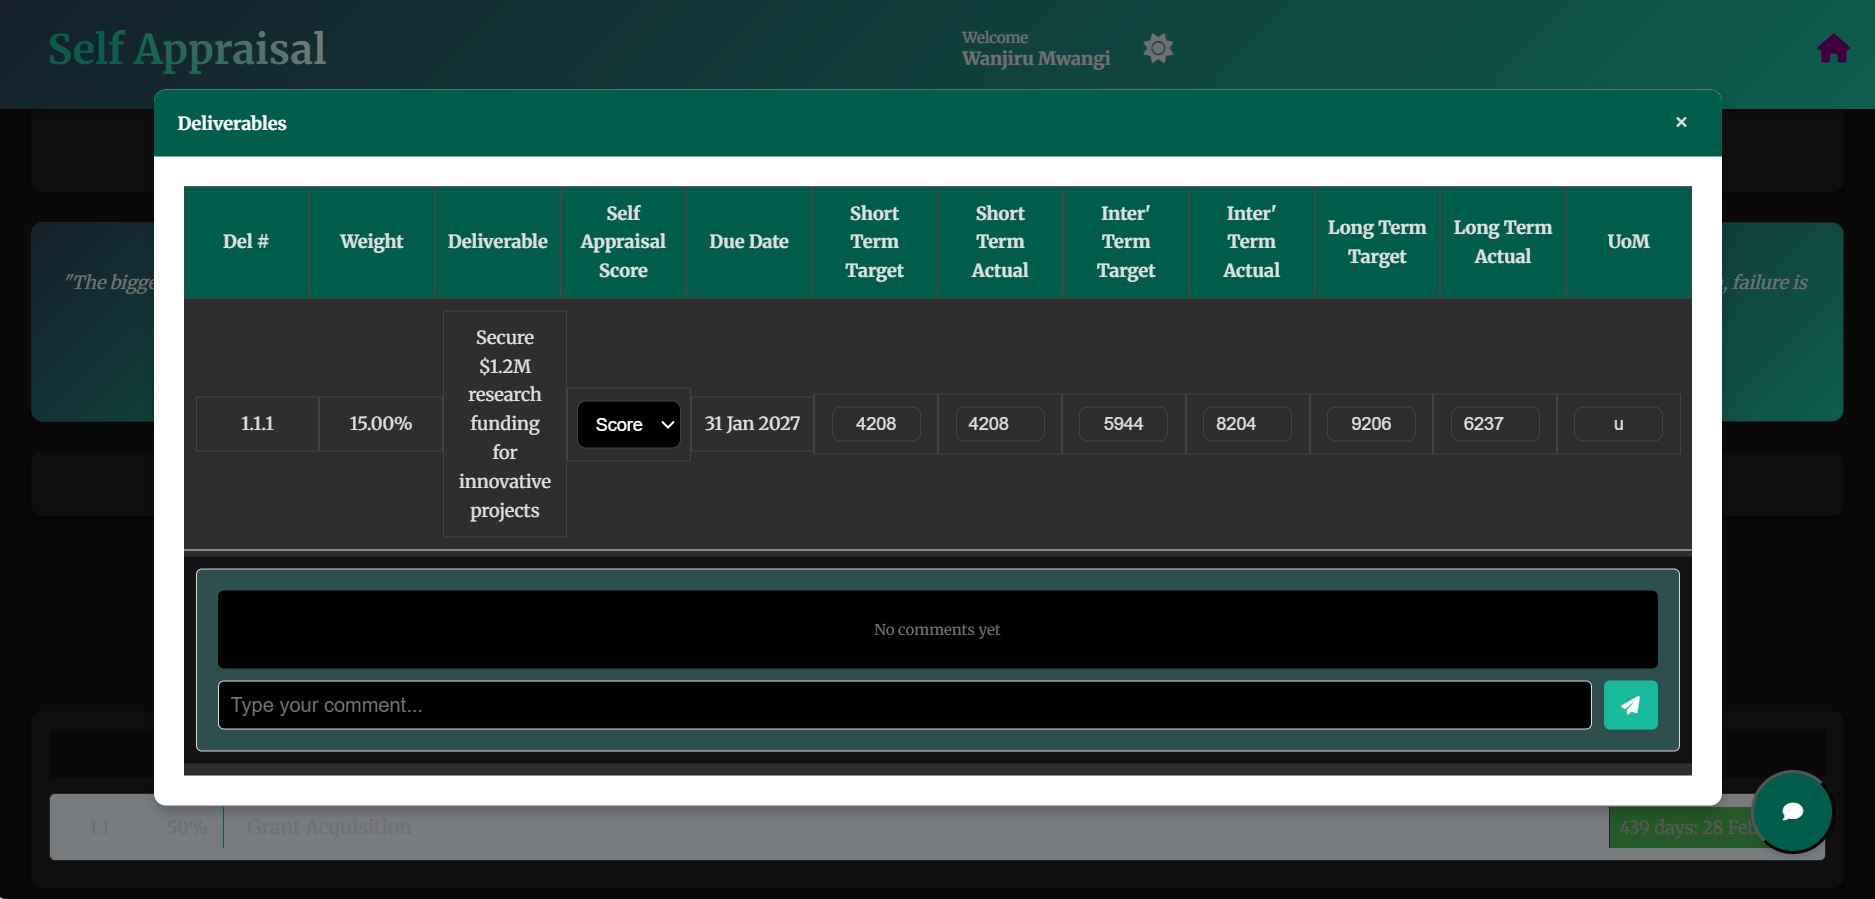 Self Appraisal
Welcome
Wanjiru Mwangi
Deliverables
×
"The bigge
, failure is
Del #
Weight
Deliverable
Self
Appraisal
Score
Due Date
Short
Term
Target
Short
Term
Actual
Inter'
Term
Target
Inter'
Term
Actual
Long Term
Target
Long Term
Actual
UoM
1.1.1
15.00%
Secure
$1.2M
research
funding
for
innovative
projects
Score
31 Jan 2027
4208
4208
5944
8204
9206
6237
u
No comments yet
Type your comment...
1.1
50%
Grant Acquisition
439 days: 28 Feb